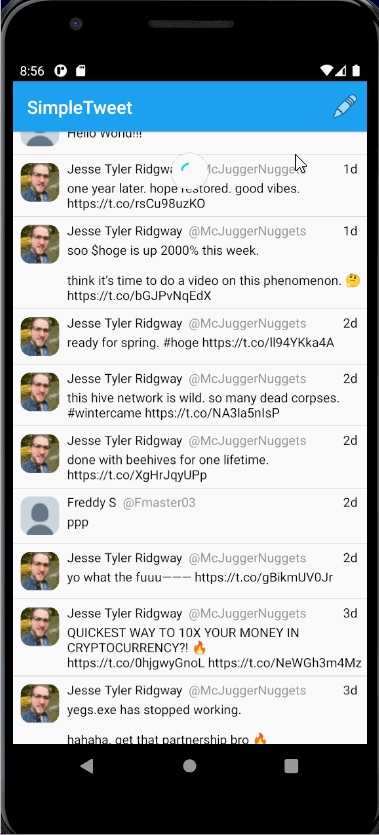 8:56
SimpleTweet
Hello World!!!
Jesse Tyler Ridgway @McJuggerNuggets 1d
one year later. hope restored. good vibes.
https://t.co/rsCu98uzKO
Jesse Tyler Ridgway @McJuggerNuggets 1d
soo $hoge is up 2000% this week.
think it's time to do a video on this phenomenon. 🤔
https://t.co/bGJPvNqEdX
Jesse Tyler Ridgway @McJuggerNuggets 2d
ready for spring. #hoge https://t.co/ll94YKka4A
Jesse Tyler Ridgway @McJuggerNuggets 2d
this hive network is wild. so many dead corpses.
#wintercame https://t.co/NA3la5nIsP
Jesse Tyler Ridgway @McJuggerNuggets 2d
done with beehives for one lifetime.
https://t.co/XgHrJqyUPp
Freddy S @Fmaster03 2d
ppp
Jesse Tyler Ridgway @McJuggerNuggets 2d
yo what the fuuu——— https://t.co/gBikmUV0Jr
Jesse Tyler Ridgway @McJuggerNuggets 3d
QUICKEST WAY TO 10X YOUR MONEY IN
CRYPTOCURRENCY?! 🔥
https://t.co/0hjgwyGnoL https://t.co/NeWGh3m4Mz
Jesse Tyler Ridgway @McJuggerNuggets 3d
yegs.exe has stopped working.
hahaha. get that partnership bro 🔥